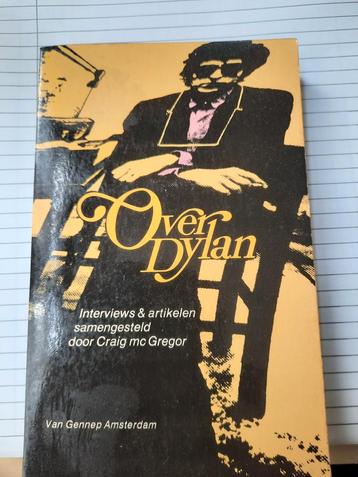 Over
Dylan
Interviews & artikelen
samengesteld
door Craig mc Gregor
Van Gennep Amsterdam